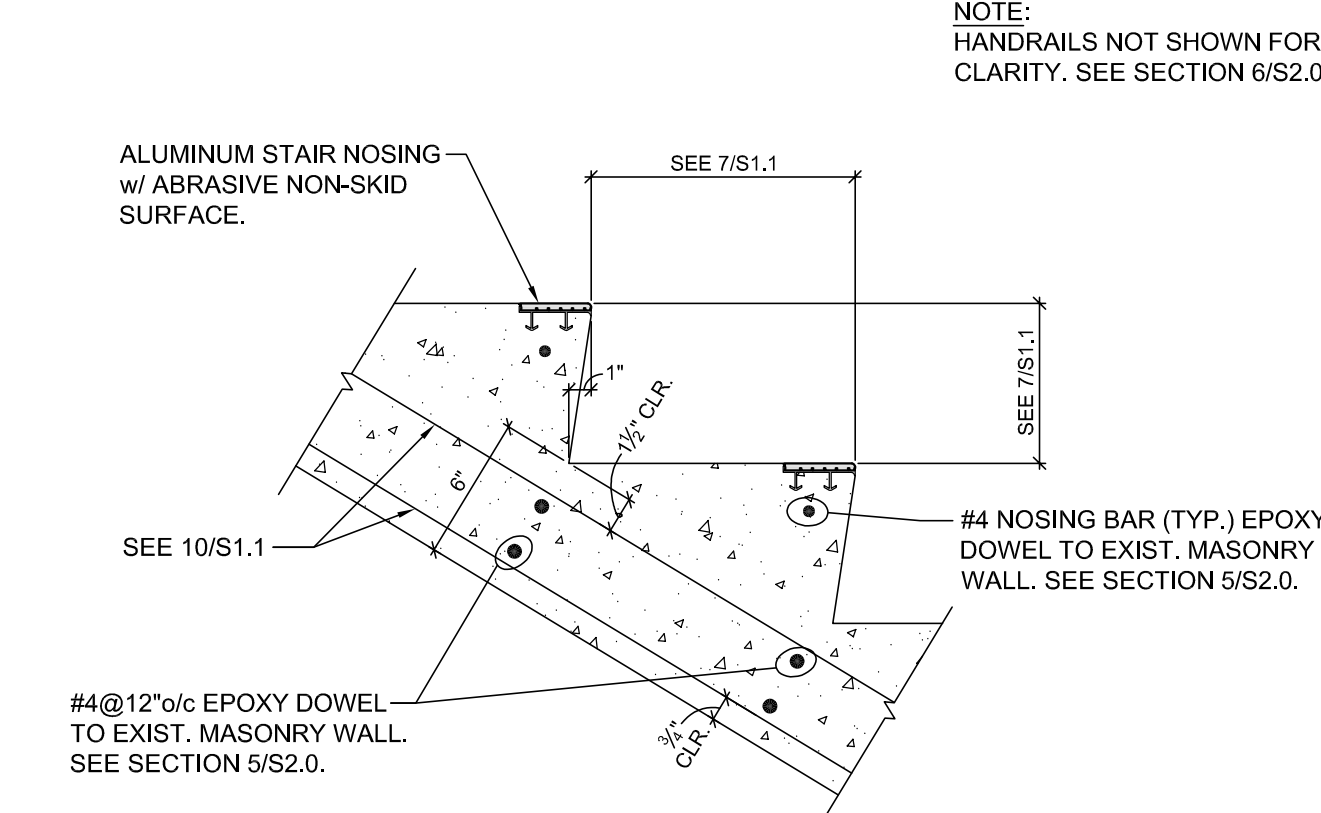 NOTE:
HANDRAILS NOT SHOWN FOR
CLARITY. SEE SECTION 6/S2.0
ALUMINUM STAIR NOSING
w/ ABRASIVE NON-SKID
SURFACE.
SEE 7/S1.1
SEE 7/S1.1
1"
1½" CLR.
6"
SEE 10/S1.1
#4 NOSING BAR (TYP.) EPOXY
DOWEL TO EXIST. MASONRY
WALL. SEE SECTION 5/S2.0.
#4@12"o/c EPOXY DOWEL
TO EXIST. MASONRY WALL.
SEE SECTION 5/S2.0.
¾"
CLR.